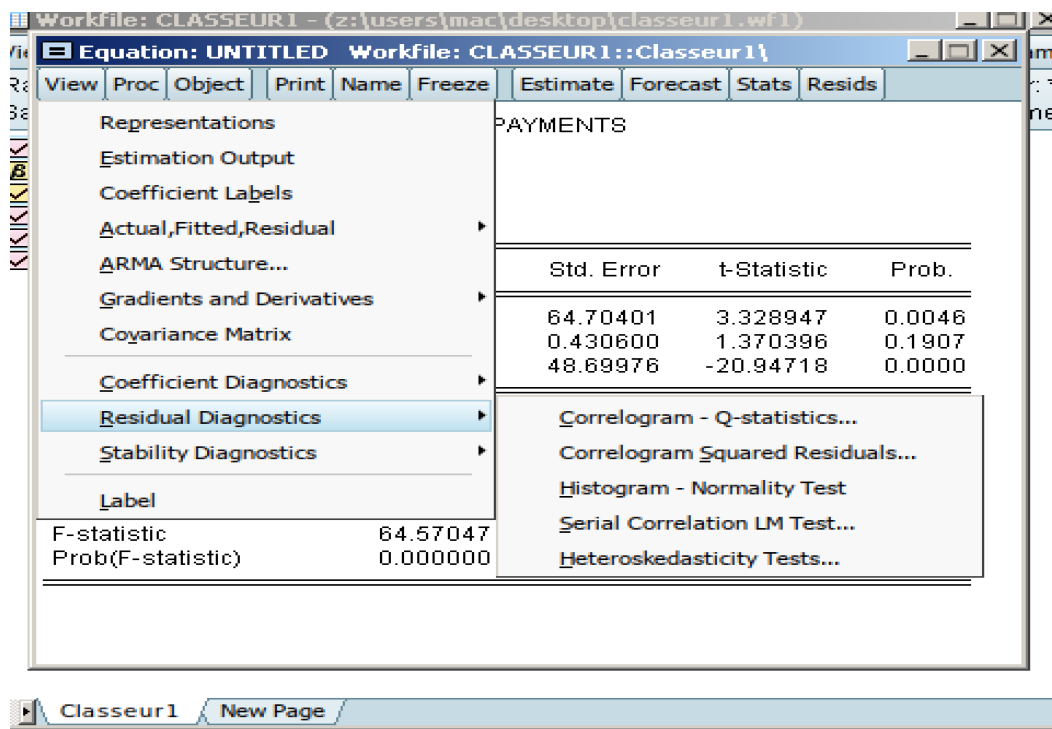 Workfile: CLASSEUR1 - (z:\users\mac\desktop\classeur1.wf1)
Equation: UNTITLED Workfile: CLASSEUR1::Classeur1\
View Proc Object Print Name Freeze Estimate Forecast Stats Resids
Representations
PAYMENTS
Estimation Output
Coefficient Labels
Actual,Fitted,Residual
ARMA Structure...
Std. Error t-Statistic Prob.
Gradients and Derivatives
64.70401 3.328947 0.0046
Covariance Matrix
0.430600 1.370396 0.1907
48.69976 -20.94718 0.0000
Coefficient Diagnostics
Residual Diagnostics
Correlogram - Q-statistics...
Stability Diagnostics
Correlogram Squared Residuals...
Histogram - Normality Test
Label
Serial Correlation LM Test...
F-statistic 64.57047
Prob(F-statistic) 0.000000
Heteroskedasticity Tests...
Classeur1 New Page